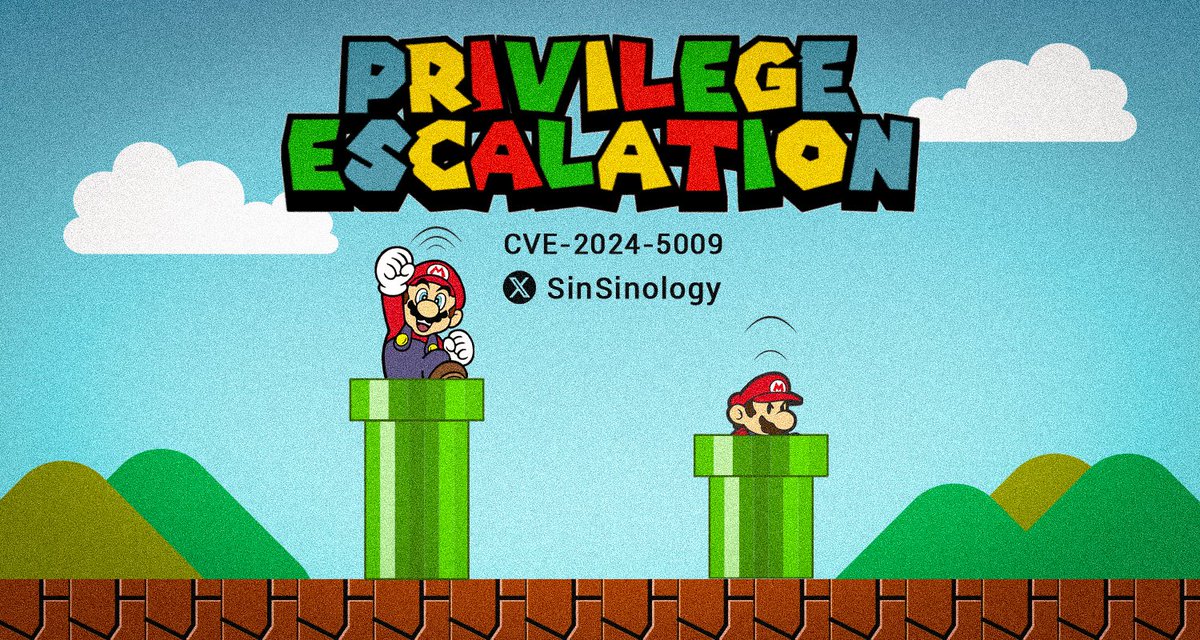 PRIVILEGE
ESCALATION
CVE-2024-5009
X SinSinology
M
M